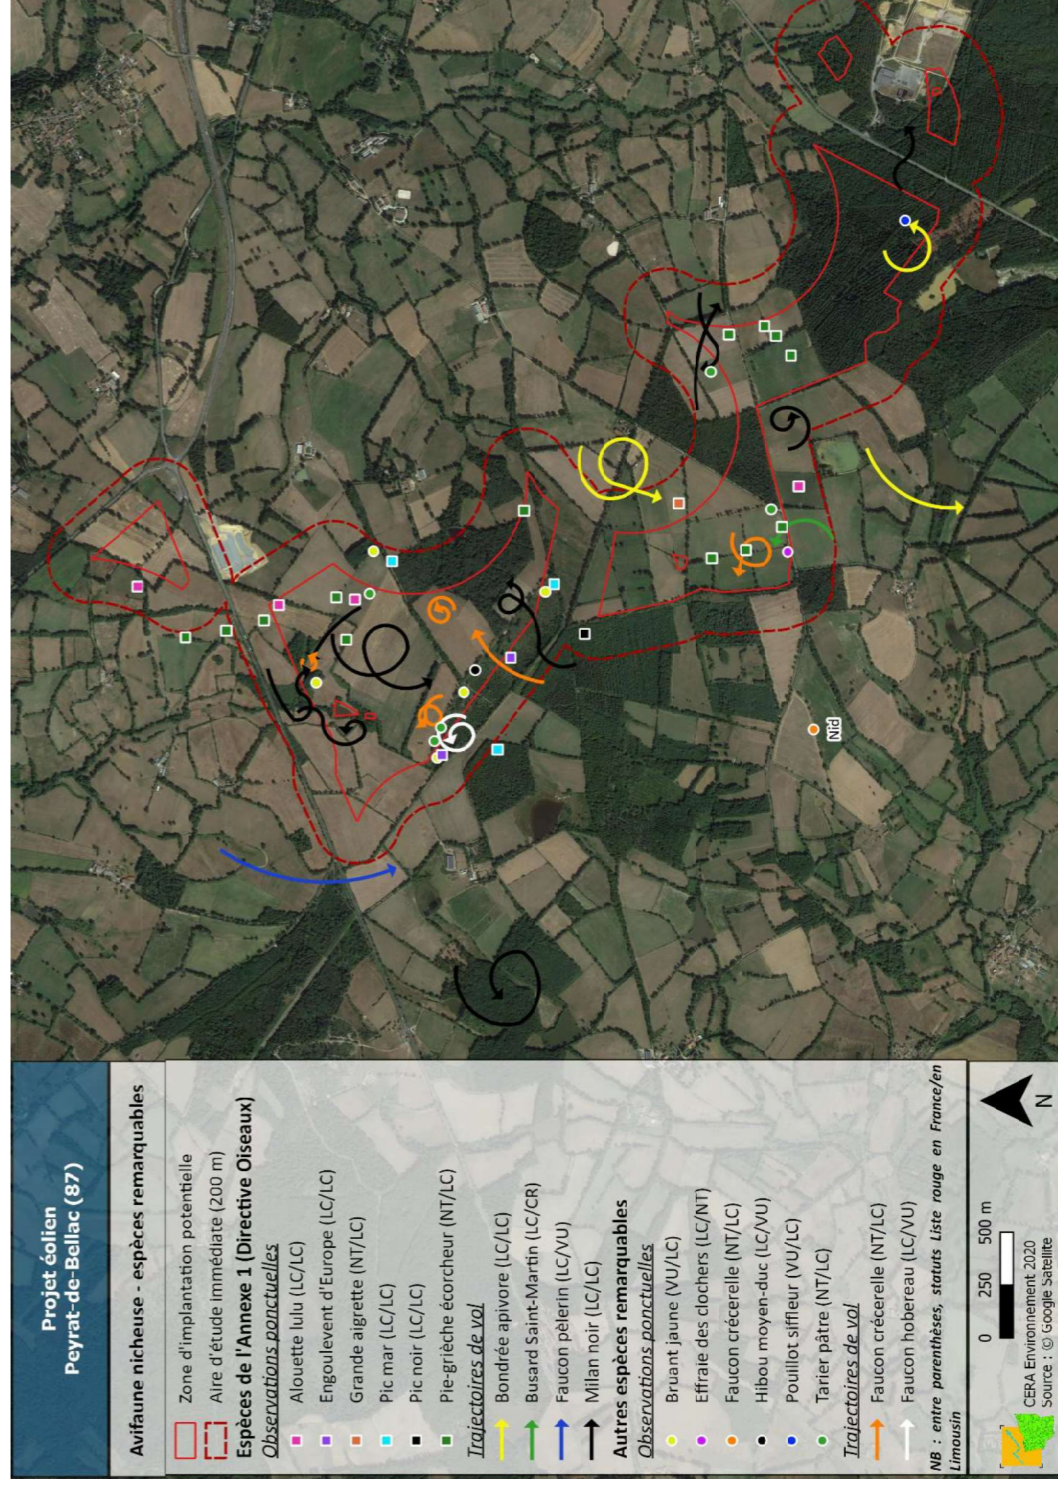 Projet éolien
Peyrat-de-Bellac (87)
Avifaune nicheuse - espèces remarquables
Zone d'implantation potentielle
Aire d'étude immédiate (200 m)
Espèces de l'Annexe 1 (Directive Oiseaux)
Observations ponctuelles
Alouette lulu (LC/LC)
Engoulevent d'Europe (LC/LC)
Grande aigrette (NT/LC)
Pic mar (LC/LC)
Pic noir (LC/LC)
Pie-grièche écorcheur (NT/LC)
Trajectoires de vol
Bondrée apivore (LC/LC)
Busard Saint-Martin (LC/CR)
Faucon pèlerin (LC/VU)
Milan noir (LC/LC)
Autres espèces remarquables
Observations ponctuelles
Bruant jaune (VU/LC)
Effraie des clochers (LC/NT)
Faucon crécerelle (NT/LC)
Hibou moyen-duc (LC/VU)
Pouillot siffleur (VU/LC)
Tarier pâtre (NT/LC)
Trajectoires de val
Faucon crécerelle (NT/LC)
Faucon hobereau (LC/VU)
NB : entre parenthèses, statuts Liste rouge en France/en
Limousin
0 250 500 m
N
CERA Environnement 2020
Source : © Google Satellite
Nid